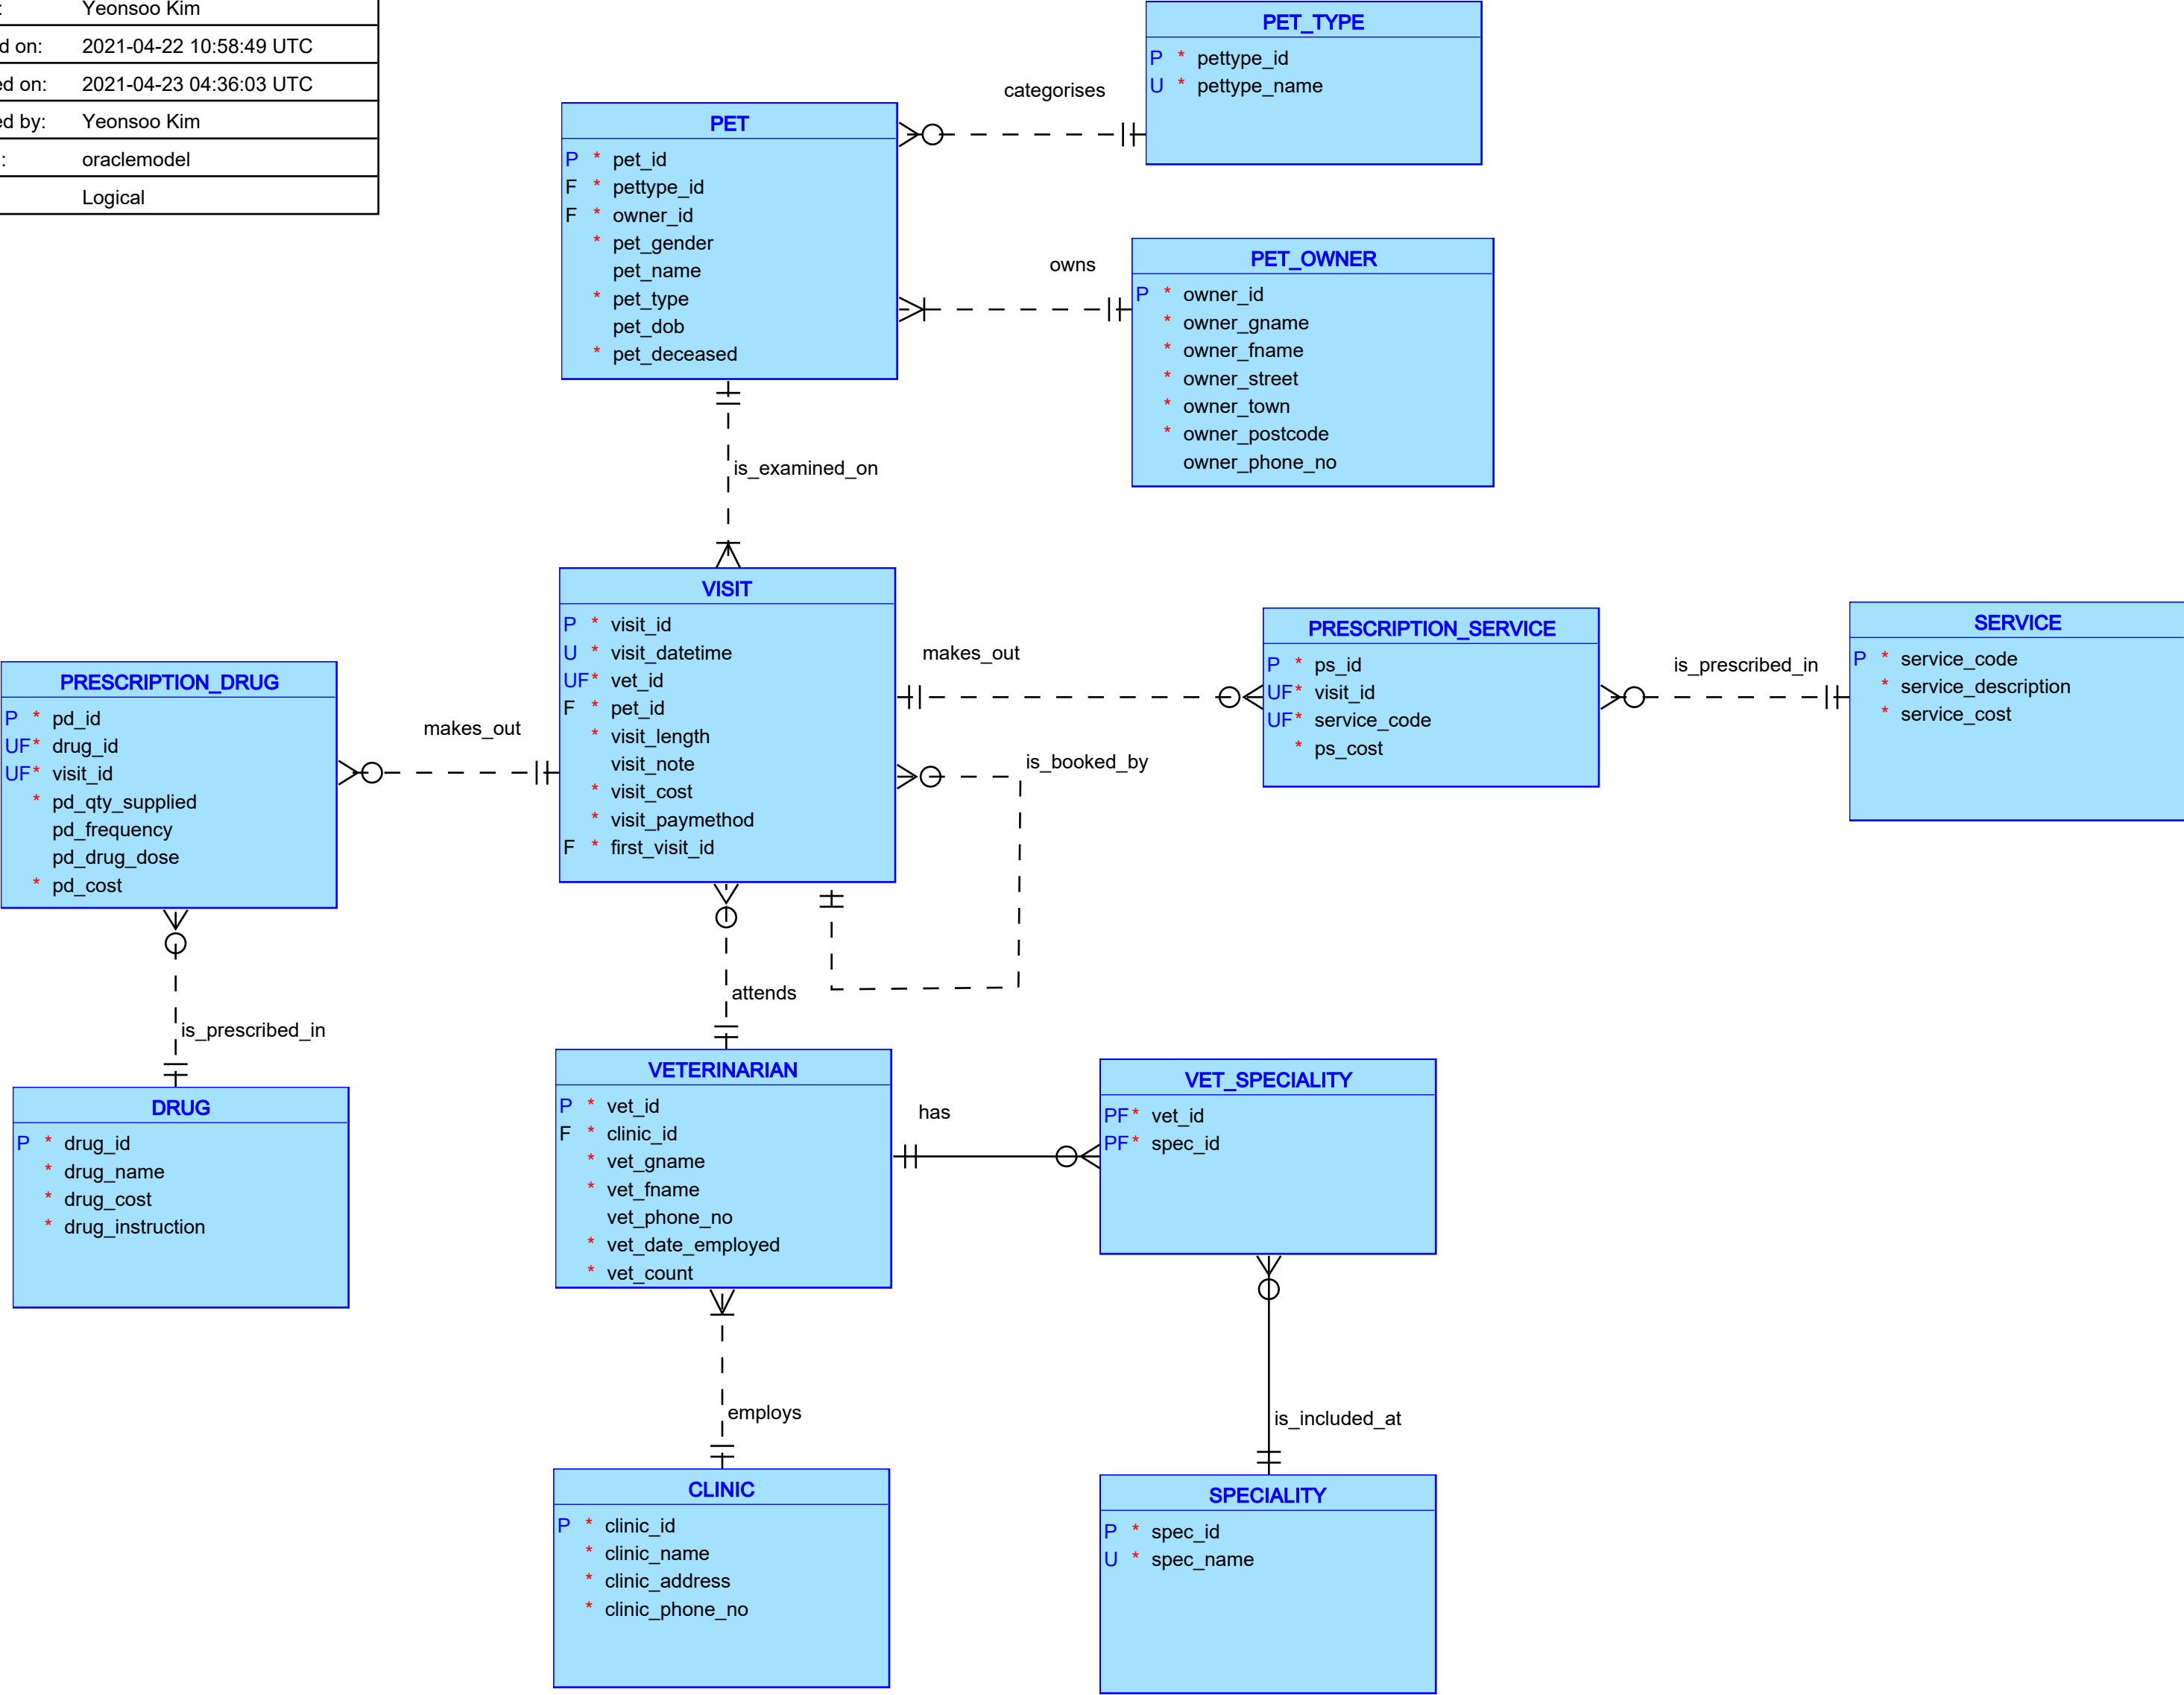 : Yeonsoo Kim
d on: 2021-04-22 10:58:49 UTC
ed on: 2021-04-23 04:36:03 UTC
ed by: Yeonsoo Kim
: oraclemodel
Logical
PET_TYPE
P * pettype_id
U * pettype_name
categorises
PET
P * pet_id
F * pettype_id
F * owner_id
* pet_gender
pet_name
* pet_type
pet_dob
* pet_deceased
owns
PET_OWNER
P * owner_id
* owner_gname
* owner_fname
* owner_street
* owner_town
* owner_postcode
owner_phone_no
is_examined_on
VISIT
P * visit_id
U * visit_datetime
UF* vet_id
F * pet_id
* visit_length
visit_note
* visit_cost
* visit_paymethod
F * first_visit_id
makes_out
PRESCRIPTION_SERVICE
P * ps_id
UF* visit_id
UF* service_code
* ps_cost
is_prescribed_in
SERVICE
P * service_code
* service_description
* service_cost
PRESCRIPTION_DRUG
P * pd_id
UF* drug_id
UF* visit_id
* pd_qty_supplied
pd_frequency
pd_drug_dose
* pd_cost
makes_out
is_booked_by
attends
is_prescribed_in
DRUG
P * drug_id
* drug_name
* drug_cost
* drug_instruction
VETERINARIAN
P * vet_id
F * clinic_id
* vet_gname
* vet_fname
vet_phone_no
* vet_date_employed
* vet_count
has
VET_SPECIALITY
PF* vet_id
PF* spec_id
employs
is_included_at
CLINIC
P * clinic_id
* clinic_name
* clinic_address
* clinic_phone_no
SPECIALITY
P * spec_id
U * spec_name